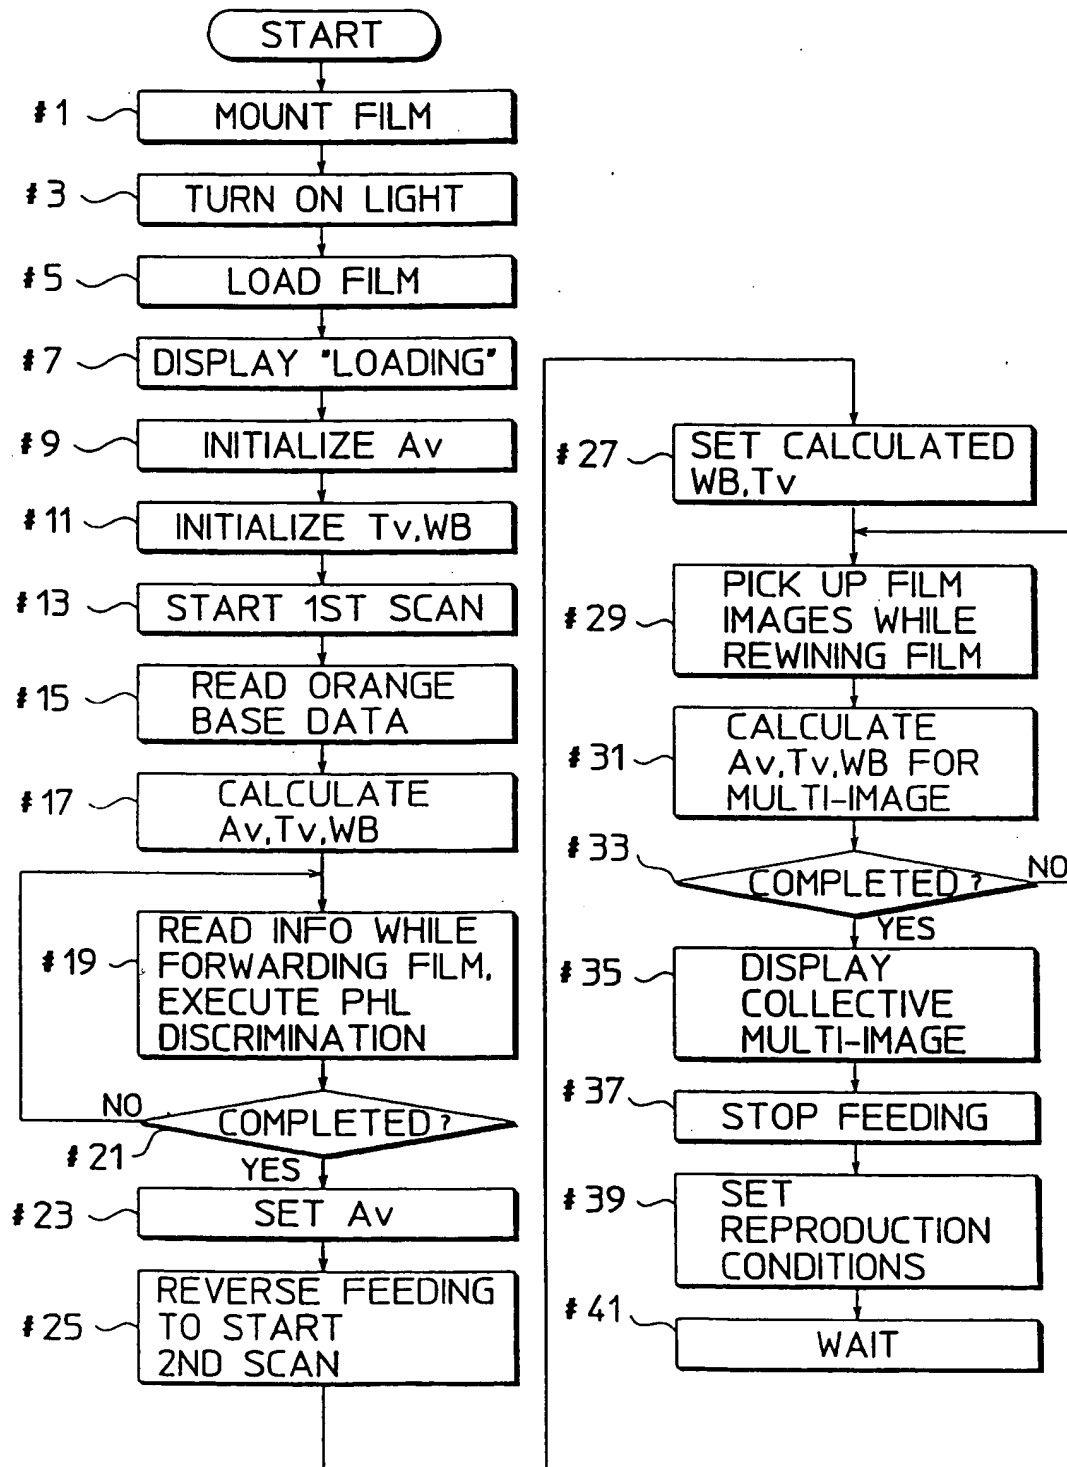 START
#1
MOUNT FILM
#3
TURN ON LIGHT
#5
LOAD FILM
#7
DISPLAY "LOADING"
#9
INITIALIZE Av
#11
INITIALIZE Tv,WB
#13
START 1ST SCAN
#15
READ ORANGE
BASE DATA
#17
CALCULATE
Av,Tv,WB
#19
READ INFO WHILE
FORWARDING FILM,
EXECUTE PHL
DISCRIMINATION
NO
COMPLETED?
#21
YES
#23
SET Av
#25
REVERSE FEEDING
TO START
2ND SCAN
#27
SET CALCULATED
WB,Tv
#29
PICK UP FILM
IMAGES WHILE
REWINING FILM
#31
CALCULATE
Av,Tv,WB FOR
MULTI-IMAGE
#33
COMPLETED?
NO
YES
#35
DISPLAY
COLLECTIVE
MULTI-IMAGE
#37
STOP FEEDING
#39
SET
REPRODUCTION
CONDITIONS
#41
WAIT